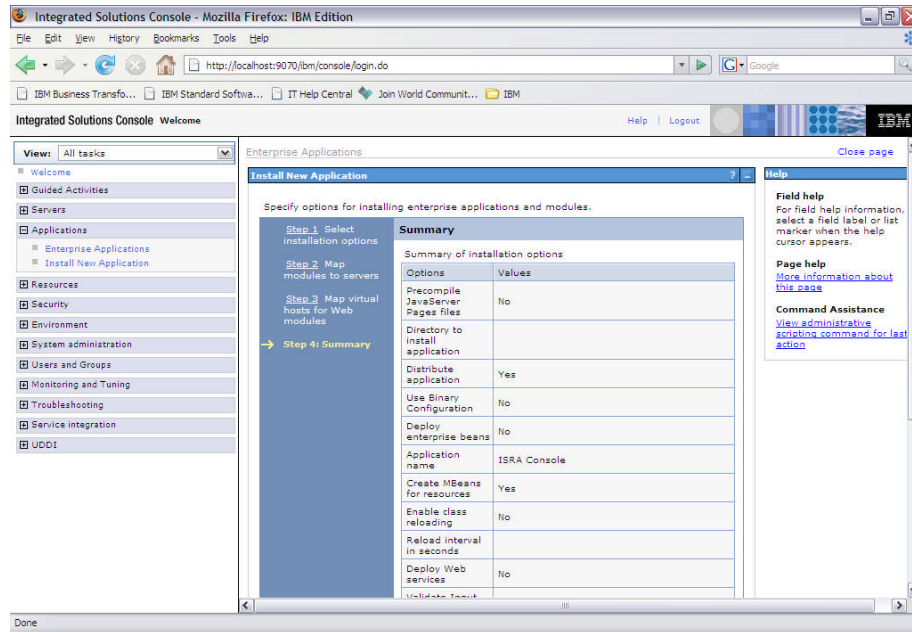 Integrated Solutions Console - Mozilla Firefox: IBM Edition
File Edit View History Bookmarks Tools Help
http://localhost:9070/ibm/console/login.do
G Google
IBM Business Transfo... IBM Standard Softwa... IT Help Central Join World Communit... IBM
Integrated Solutions Console Welcome
Help | Logout
IBM
View: All tasks
Welcome
Guided Activities
Servers
Applications
Enterprise Applications
Install New Application
Resources
Security
Environment
System administration
Users and Groups
Monitoring and Tuning
Troubleshooting
Service integration
UDDI
Enterprise Applications
Close page
Install New Application ? -
Specify options for installing enterprise applications and modules.
Step 1 Select
installation options
Step 2 Map
modules to servers
Step 3 Map virtual
hosts for Web
modules
Step 4: Summary
Summary
Summary of installation options
Options Values
Precompile
JavaServer
Pages files
No
Directory to
install
application
Distribute
application
Yes
Use Binary
Configuration
No
Deploy
enterprise beans
No
Application
name
ISRA Console
Create MBeans
for resources
Yes
Enable class
reloading
No
Reload interval
in seconds
Deploy Web
services
No
Validate Input
Help
Field help
For field help information,
select a field label or list
marker when the help
cursor appears.
Page help
More information about
this page
Command Assistance
View administrative
scripting command for last
action
Done